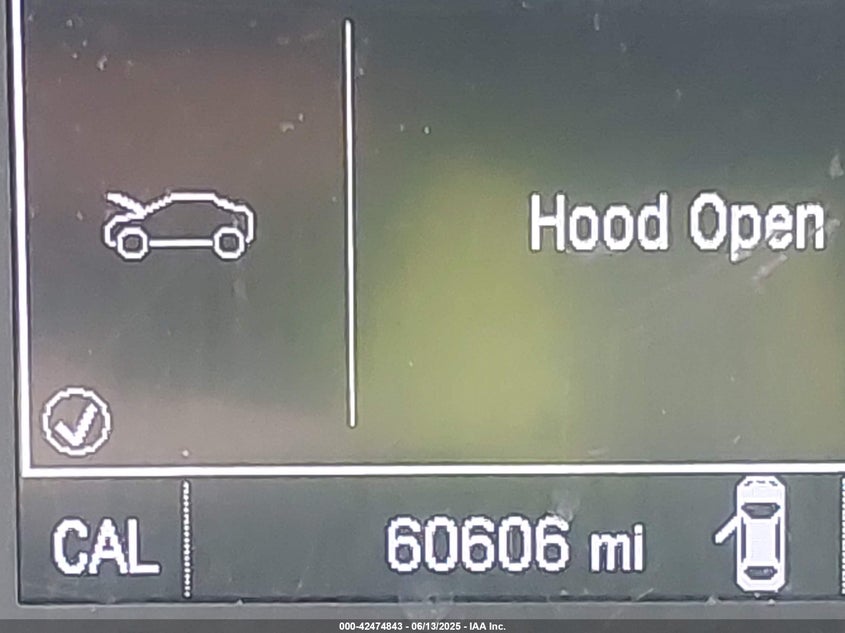 Hood Open
CAL 60606 mi
000-42474843 - 06/13/2025 - IAA Inc.